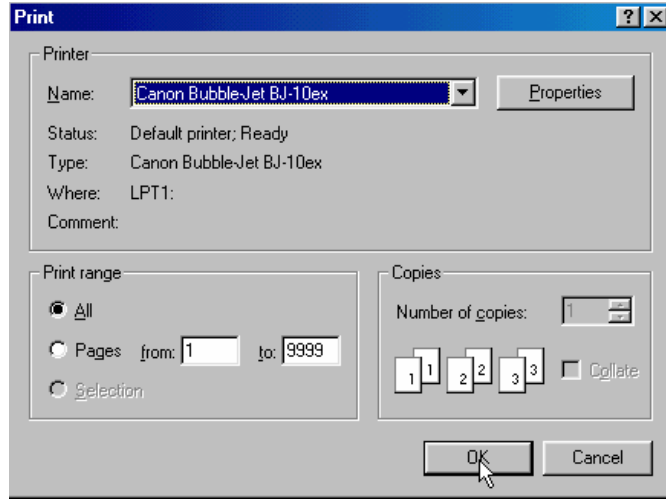 Print
Printer
Name: Canon Bubble-Jet BJ-10ex Properties
Status: Default printer; Ready
Type: Canon Bubble-Jet BJ-10ex
Where: LPT1:
Comment:
Print range
All
Pages from: 1 to: 9999
Selection
Copies
Number of copies: 1
1 1 2 2 3 3 Collate
OK Cancel